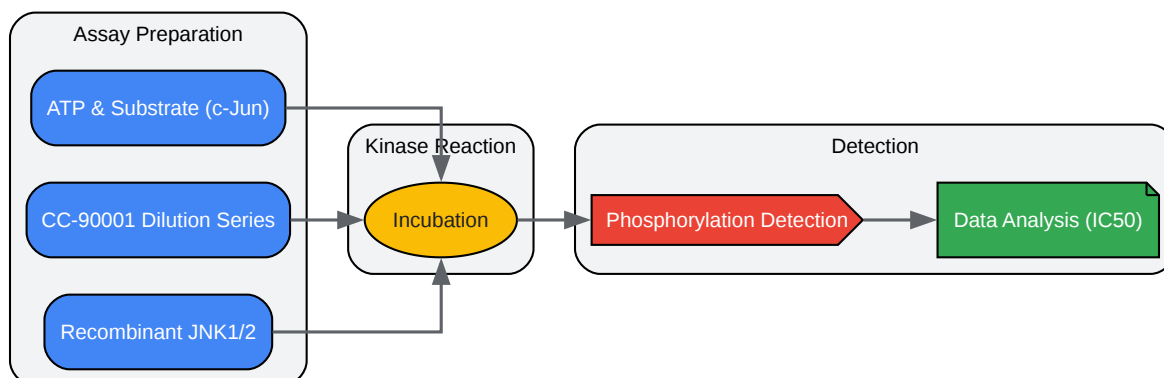 Assay Preparation
ATP & Substrate (c-Jun)
CC-90001 Dilution Series
Recombinant JNK1/2
Kinase Reaction
Incubation
Detection
Phosphorylation Detection
Data Analysis (IC50)